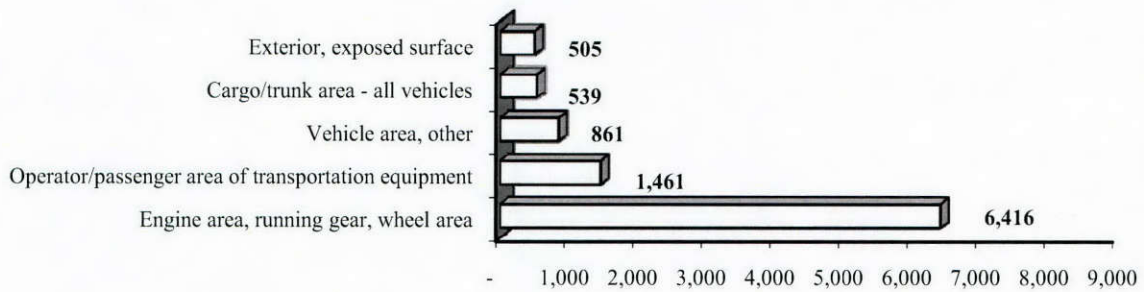 Exterior, exposed surface 505
Cargo/trunk area - all vehicles 539
Vehicle area, other 861
Operator/passenger area of transportation equipment 1,461
Engine area, running gear, wheel area 6,416
- 1,000 2,000 3,000 4,000 5,000 6,000 7,000 8,000 9,000